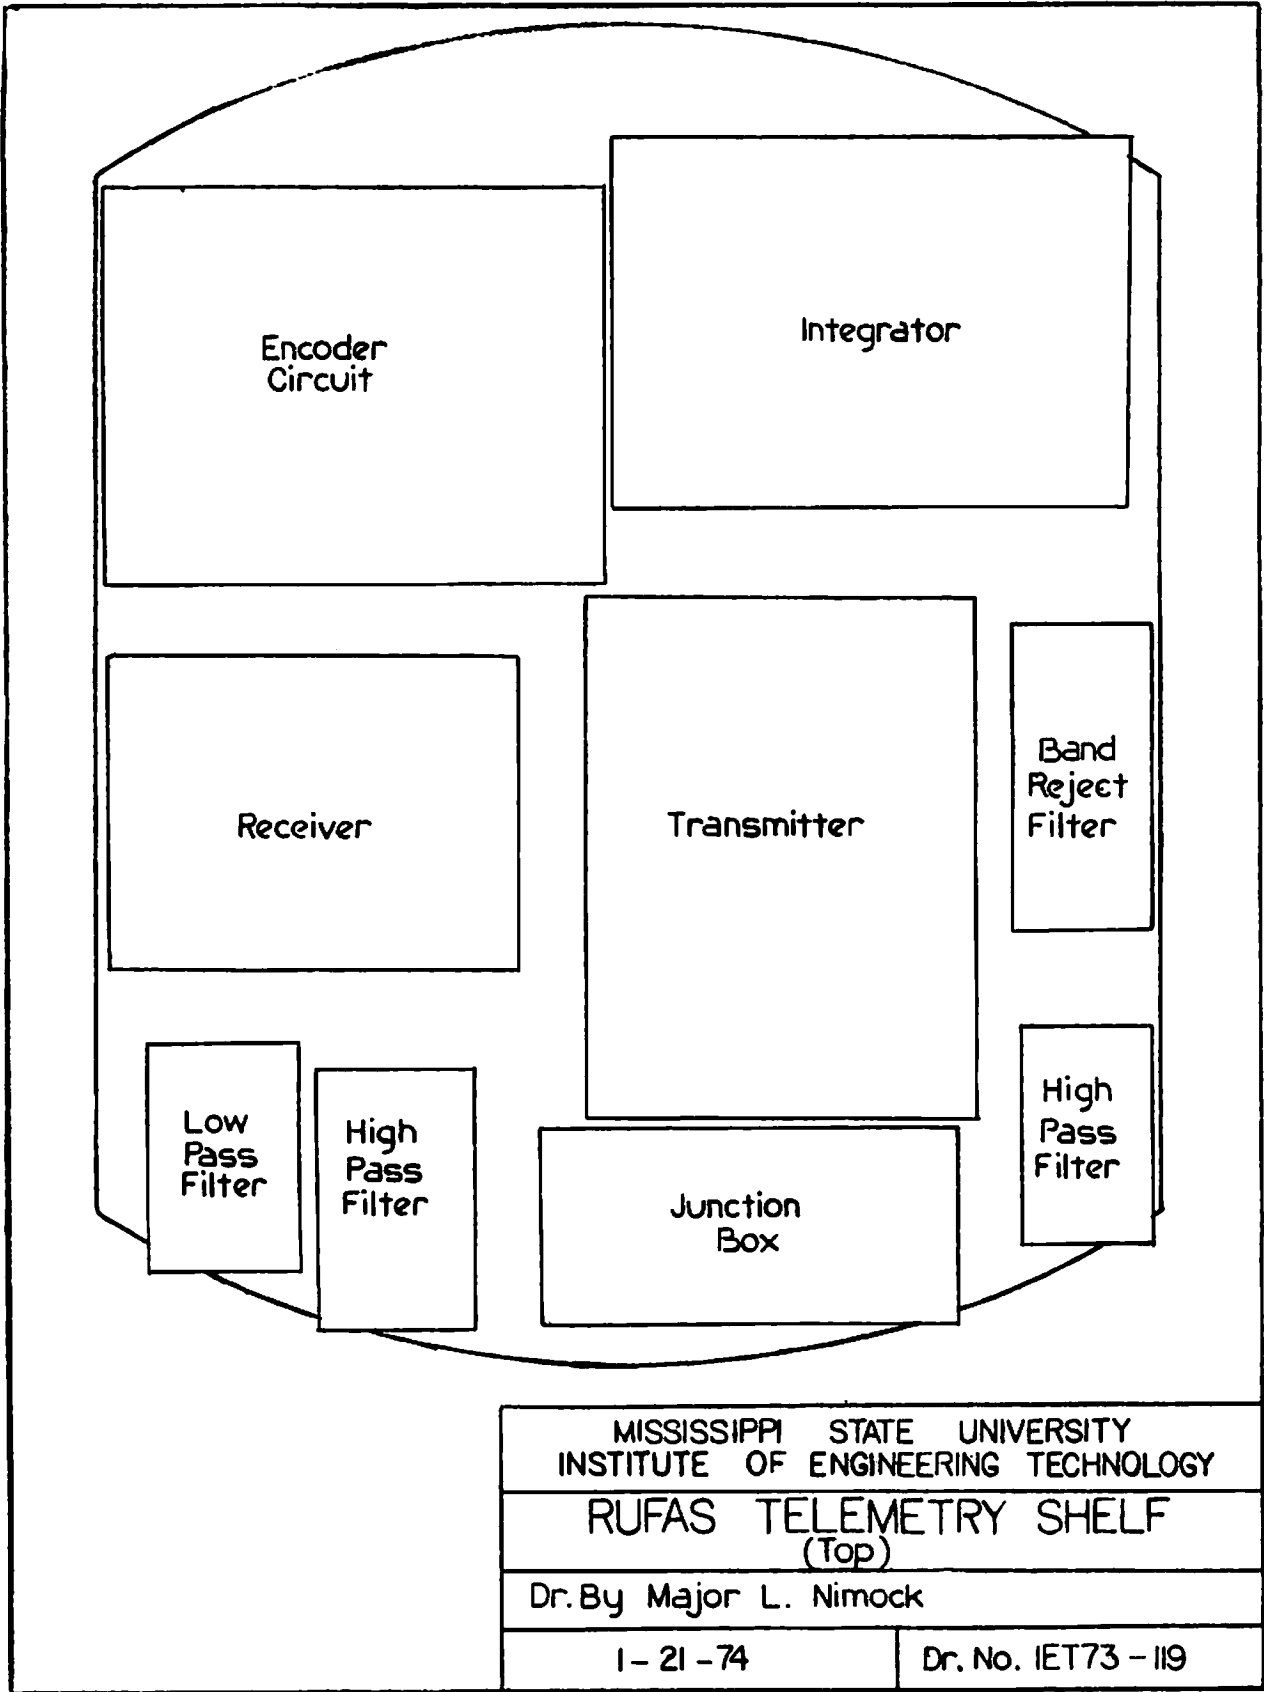 Encoder
Circuit
Integrator
Receiver
Transmitter
Band
Reject
Filter
Low
Pass
Filter
High
Pass
Filter
Junction
Box
High
Pass
Filter
MISSISSIPPI STATE UNIVERSITY
INSTITUTE OF ENGINEERING TECHNOLOGY
RUFAS TELEMETRY SHELF
(Top)
Dr. By Major L. Nimock
1-21-74
Dr. No. IET73-119